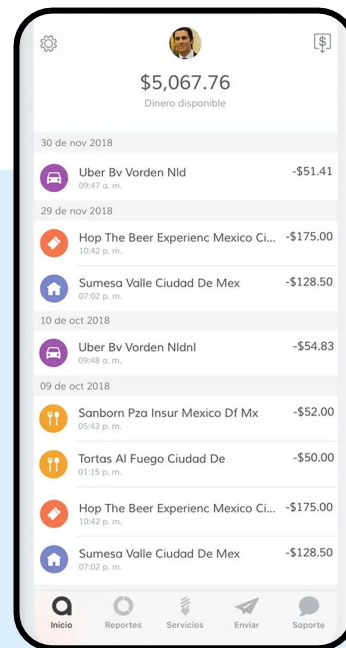 $5,067.76
Dinero disponible
30 de nov 2018
Uber Bv Vorden Nld -$51.41
09:47 a. m.
29 de nov 2018
Hop The Beer Experienc Mexico Ci... -$175.00
10:42 p. m.
Sumesa Valle Ciudad De Mex -$128.50
07:02 p. m.
10 de oct 2018
Uber Bv Vorden Nldnl -$54.83
09:48 a. m.
09 de oct 2018
Sanborn Pza Insur Mexico Df Mx -$52.00
05:43 p. m.
Tortas Al Fuego Ciudad De -$50.00
01:15 p. m.
Hop The Beer Experienc Mexico Ci... -$175.00
10:42 p. m.
Sumesa Valle Ciudad De Mex -$128.50
07:02 p. m.
Inicio Reportes Servicios Enviar Soporte